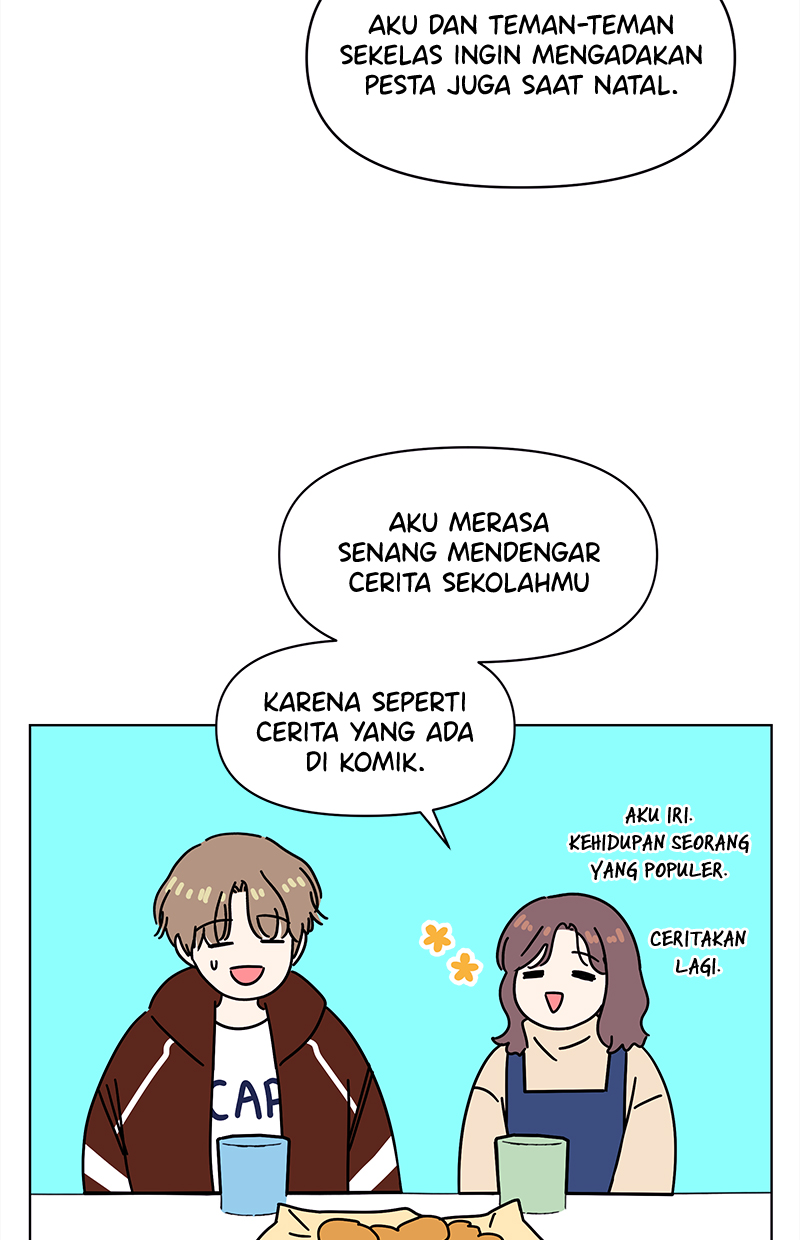 AKU DAN TEMAN-TEMAN
SEKELAS INGIN MENGADAKAN
PESTA JUGA SAAT NATAL.
AKU MERASA
SENANG MENDENGAR
CERITA SEKOLAHMU
KARENA SEPERTI
CERITA YANG ADA
DI KOMIK.
AKU IRI.
KEHIDUPAN SEORANG
YANG POPULER.
CERITAKAN
LAGI.
CAP